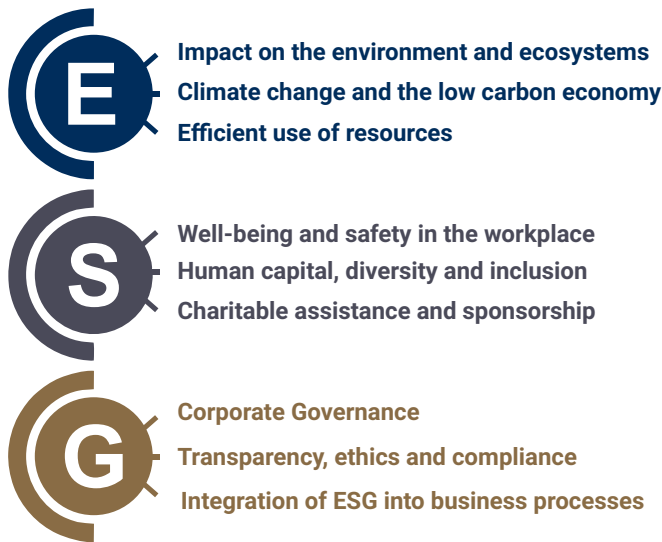 E
Impact on the environment and ecosystems
Climate change and the low carbon economy
Efficient use of resources
S
Well-being and safety in the workplace
Human capital, diversity and inclusion
Charitable assistance and sponsorship
G
Corporate Governance
Transparency, ethics and compliance
Integration of ESG into business processes